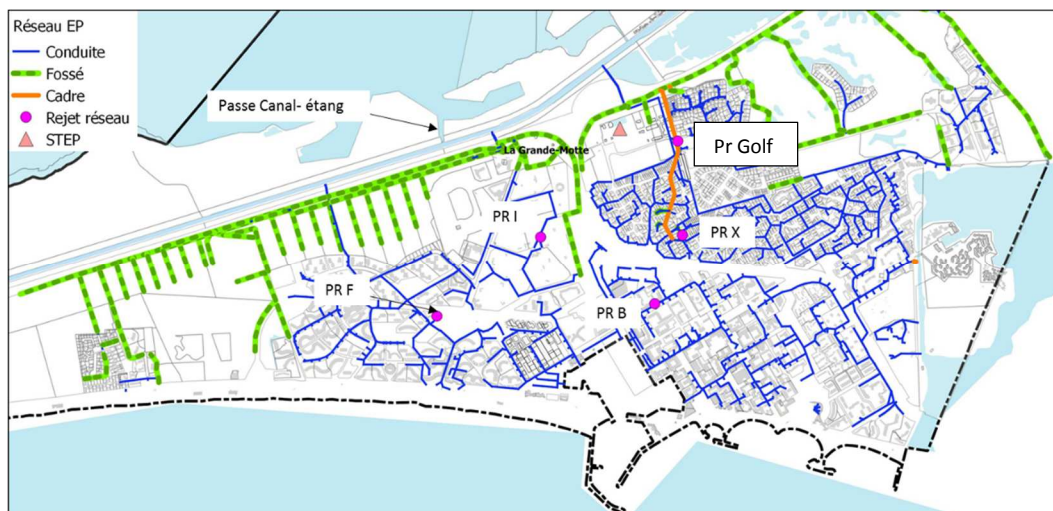 Réseau EP
Conduite
Fossé
Cadre
Rejet réseau
STEP
Passe Canal- étang
La Grande-Motte
Pr Golf
PR I
PR X
PR F
PR B